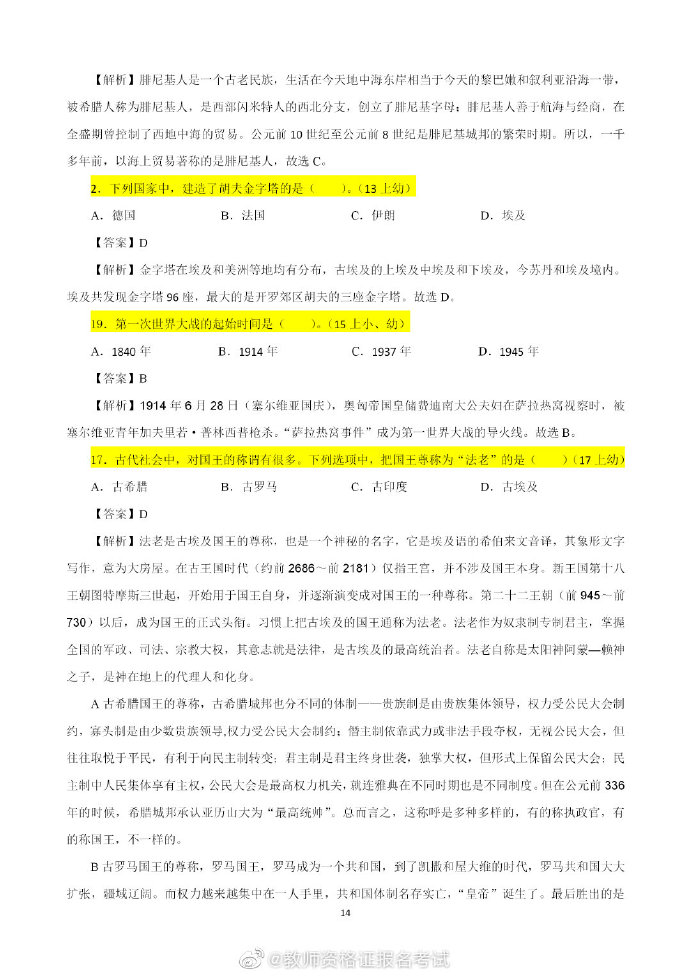 【解析】腓尼基人是一个古老民族，生活在今天地中海东岸相当于今天的黎巴嫩和叙利亚沿海一带，
被希腊人称为腓尼基人，是西部闪米特人的西北分支，创立了腓尼基字母；腓尼基人善于航海与经商，在
全盛期曾控制了西地中海的贸易。公元前 10 世纪至公元前 8 世纪是腓尼基城邦的繁荣时期。所以，一千
多年前，以海上贸易著称的是腓尼基人，故选 C。
2．下列国家中，建造了胡夫金字塔的是（　　）。（13 上幼）
A．德国 B．法国 C．伊朗 D．埃及
【答案】D
【解析】金字塔在埃及和美洲等地均有分布，古埃及的上埃及中埃及和下埃及，今苏丹和埃及境内。
埃及共发现金字塔 96 座，最大的是开罗郊区胡夫的三座金字塔。故选 D。
19．第一次世界大战的起始时间是（　　）。（15 上小、幼）
A．1840 年 B．1914 年 C．1937 年 D．1945 年
【答案】B
【解析】1914 年 6 月 28 日（塞尔维亚国庆），奥匈帝国皇储费迪南大公夫妇在萨拉热窝视察时，被
塞尔维亚青年加夫里若·普林西普枪杀。“萨拉热窝事件”成为第一世界大战的导火线。故选 B。
17．古代社会中，对国王的称谓有很多。下列选项中，把国王尊称为“法老”的是（　　）（17 上幼）
A．古希腊 B．古罗马 C．古印度 D．古埃及
【答案】D
【解析】法老是古埃及国王的尊称，也是一个神秘的名字，它是埃及语的希伯来文音译，其象形文字
写作，意为大房屋。在古王国时代（约前 2686～前 2181）仅指王宫，并不涉及国王本身。新王国第十八
王朝图特摩斯三世起，开始用于国王自身，并逐渐演变成对国王的一种尊称。第二十二王朝（前 945～前
730）以后，成为国王的正式头衔。习惯上把古埃及的国王通称为法老。法老作为奴隶制专制君主，掌握
全国的军政、司法、宗教大权，其意志就是法律，是古埃及的最高统治者。法老自称是太阳神阿蒙—赖神
之子，是神在地上的代理人和化身。
A 古希腊国王的尊称，古希腊城邦也分不同的体制——贵族制是由贵族集体领导，权力受公民大会制
约，寡头制是由少数贵族领导,权力受公民大会制约；僭主制依靠武力或非法手段夺权，无视公民大会，但
往往取悦于平民，有利于向民主制转变；君主制是君主终身世袭，独掌大权，但形式上保留公民大会；民
主制中人民集体享有主权，公民大会是最高权力机关，就连雅典在不同时期也是不同制度。但在公元前 336
年的时候，希腊城邦承认亚历山大为“最高统帅”。总而言之，这称呼是多种多样的，有的称执政官，有
的称国王，不一样的。
B 古罗马国王的尊称，罗马国王，罗马成为一个共和国，到了凯撒和屋大维的时代，罗马共和国大大
扩张，疆域辽阔。而权力越来越集中在一人手里，共和国体制名存实亡，“皇帝”诞生了。最后胜出的是
14
@教师资格证报名考试